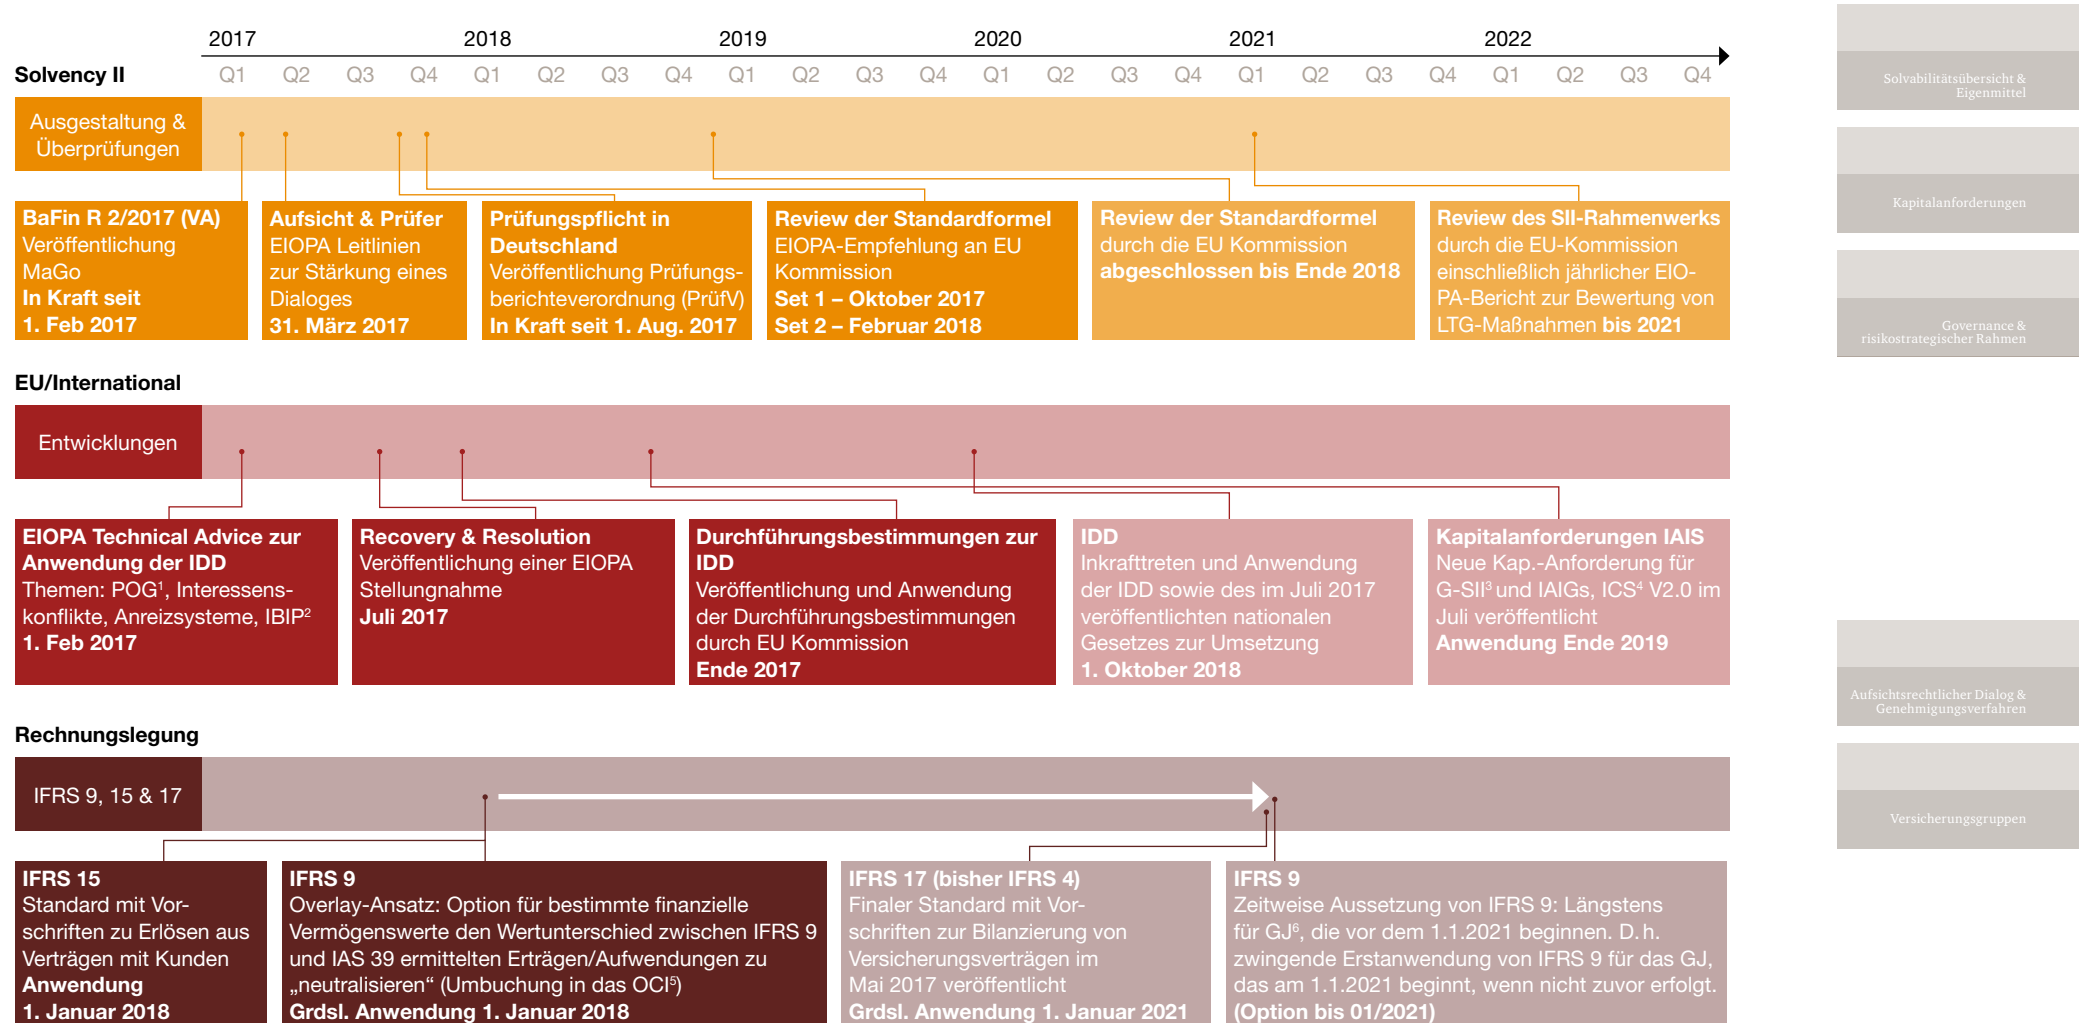 2017 2018 2019 2020 2021 2022
Solvency II Q1 Q2 Q3 Q4 Q1 Q2 Q3 Q4 Q1 Q2 Q3 Q4 Q1 Q2 Q3 Q4 Q1 Q2 Q3 Q4 Q1 Q2 Q3 Q4
Ausgestaltung &
Überprüfungen
BaFin R 2/2017 (VA)
Veröffentlichung
MaGo
In Kraft seit
1. Feb 2017
Aufsicht & Prüfer
EIOPA Leitlinien
zur Stärkung eines
Dialoges
31. März 2017
Prüfungspflicht in
Deutschland
Veröffentlichung Prüfungs-
berichteverordnung (PrüfV)
In Kraft seit 1. Aug. 2017
Review der Standardformel
EIOPA-Empfehlung an EU
Kommission
Set 1 – Oktober 2017
Set 2 – Februar 2018
Review der Standardformel
durch die EU Kommission
abgeschlossen bis Ende 2018
Review des SII-Rahmenwerks
durch die EU-Kommission
einschließlich jährlicher EIO-
PA-Bericht zur Bewertung von
LTG-Maßnahmen bis 2021
EU/International
Entwicklungen
EIOPA Technical Advice zur
Anwendung der IDD
Themen: POG¹, Interessens-
konflikte, Anreizsysteme, IBIP²
1. Feb 2017
Recovery & Resolution
Veröffentlichung einer EIOPA
Stellungnahme
Juli 2017
Durchführungsbestimmungen zur
IDD
Veröffentlichung und Anwendung
der Durchführungsbestimmungen
durch EU Kommission
Ende 2017
IDD
Inkrafttreten und Anwendung
der IDD sowie des im Juli 2017
veröffentlichten nationalen
Gesetzes zur Umsetzung
1. Oktober 2018
Kapitalanforderungen IAIS
Neue Kap.-Anforderung für
G-SII³ und IAIGs, ICS⁴ V2.0 im
Juli veröffentlicht
Anwendung Ende 2019
Rechnungslegung
IFRS 9, 15 & 17
IFRS 15
Standard mit Vor-
schriften zu Erlösen aus
Verträgen mit Kunden
Anwendung
1. Januar 2018
IFRS 9
Overlay-Ansatz: Option für bestimmte finanzielle
Vermögenswerte den Wertunterschied zwischen IFRS 9
und IAS 39 ermittelten Erträgen/Aufwendungen zu
„neutralisieren“ (Umbuchung in das OCI⁵)
Grdsl. Anwendung 1. Januar 2018
IFRS 17 (bisher IFRS 4)
Finaler Standard mit Vor-
schriften zur Bilanzierung von
Versicherungsverträgen im
Mai 2017 veröffentlicht
Grdsl. Anwendung 1. Januar 2021
IFRS 9
Zeitweise Aussetzung von IFRS 9: Längstens
für GJ⁶, die vor dem 1.1.2021 beginnen. D. h.
zwingende Erstanwendung von IFRS 9 für das GJ,
das am 1.1.2021 beginnt, wenn nicht zuvor erfolgt.
(Option bis 01/2021)
Solvabilitätsübersicht &
Eigenmittel
Kapitalanforderungen
Governance &
risikostrategischer Rahmen
Aufsichtsrechtlicher Dialog &
Genehmigungsverfahren
Versicherungsgruppen